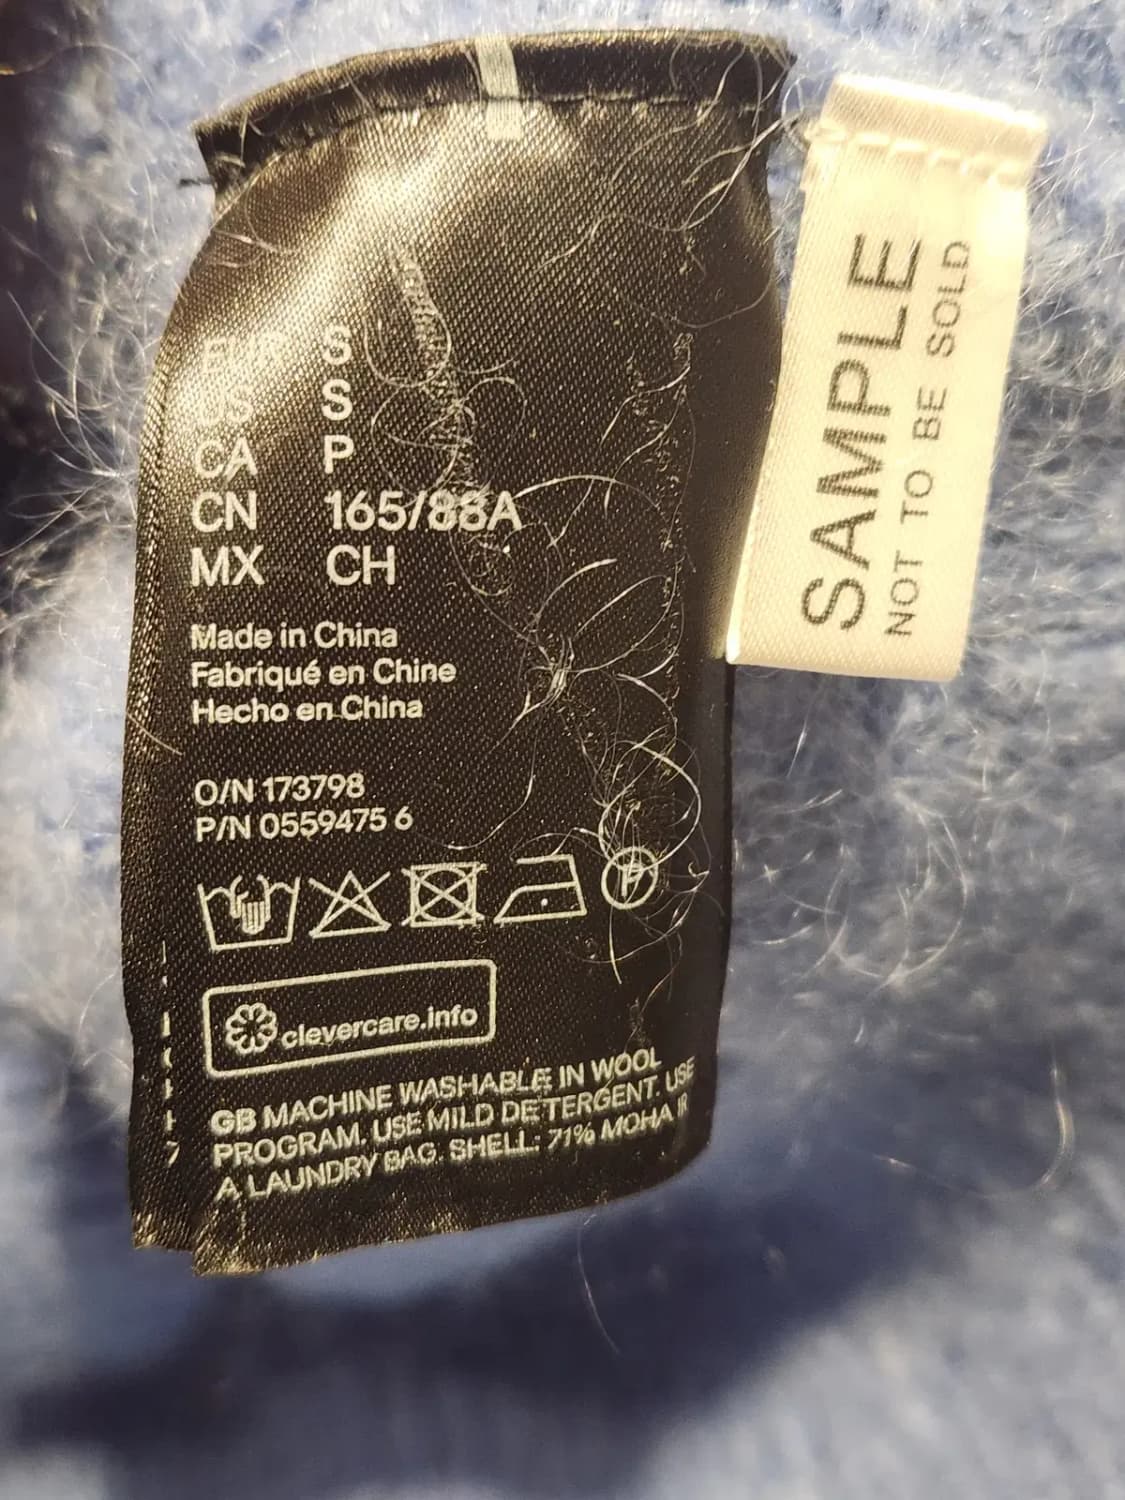 EUR S
US S
CA P
CN 165/88A
MX CH
Made in China
Fabriqué en Chine
Hecho en China
O/N 173798
P/N 0559475 6
P
clevercare.info
GB MACHINE WASHABLE IN WOOL
PROGRAM. USE MILD DETERGENT. USE
A LAUNDRY BAG. SHELL: 71% MOHAIR
SAMPLE
NOT TO BE SOLD